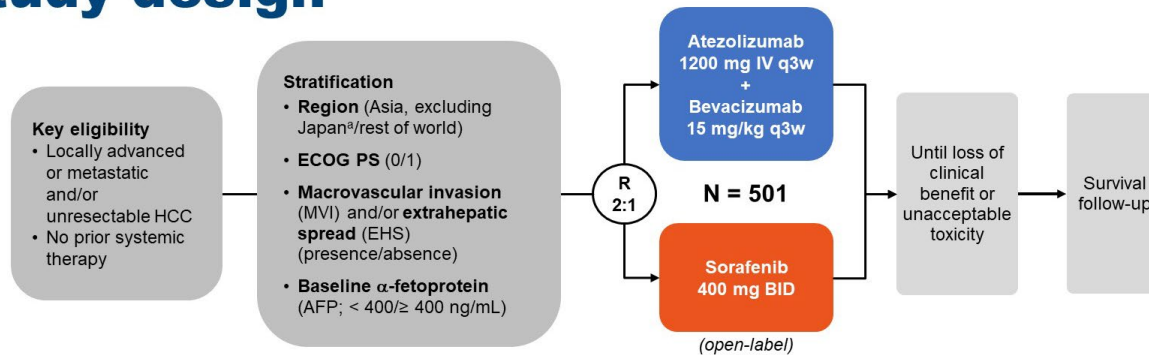 study design
Key eligibility
• Locally advanced
or metastatic
and/or
unresectable HCC
• No prior systemic
therapy
Stratification
• Region (Asia, excluding
Japanᵃ/rest of world)
• ECOG PS (0/1)
• Macrovascular invasion
(MVI) and/or extrahepatic
spread (EHS)
(presence/absence)
• Baseline α-fetoprotein
(AFP; < 400/≥ 400 ng/mL)
R
2:1
Atezolizumab
1200 mg IV q3w
+
Bevacizumab
15 mg/kg q3w
N = 501
Sorafenib
400 mg BID
(open-label)
Until loss of
clinical
benefit or
unacceptable
toxicity
Survival
follow-up